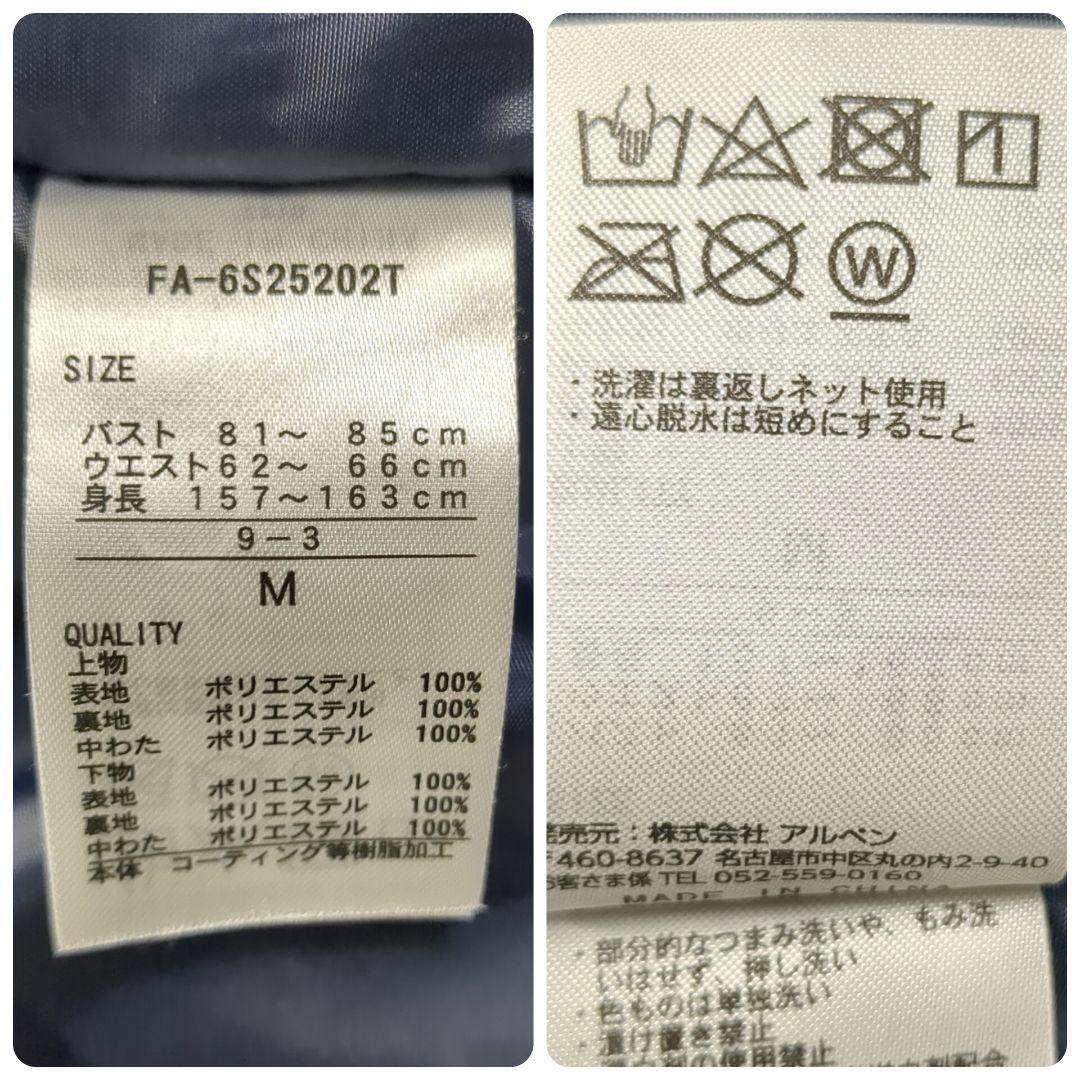 FA-6S25202T
SIZE
バスト 81～ 85cm
ウエスト62～ 66cm
身長 157～163cm
9-3
M
QUALITY
上物
表地 ポリエステル 100%
裏地 ポリエステル 100%
中わた ポリエステル 100%
下物
表地 ポリエステル 100%
裏地 ポリエステル 100%
中わた ポリエステル 100%
本体 コーティング等樹脂加工
W
・洗濯は裏返しネット使用
・遠心脱水は短めにすること
発売元：株式会社 アルペン
〒460-8637 名古屋市中区丸の内2-9-40
お客さま係 TEL 052-559-0160
MADE IN CHINA
・部分的なつまみ洗いや、もみ洗
いはせず、押し洗い
・色ものは単独洗い
・漬け置き禁止
の使用禁止